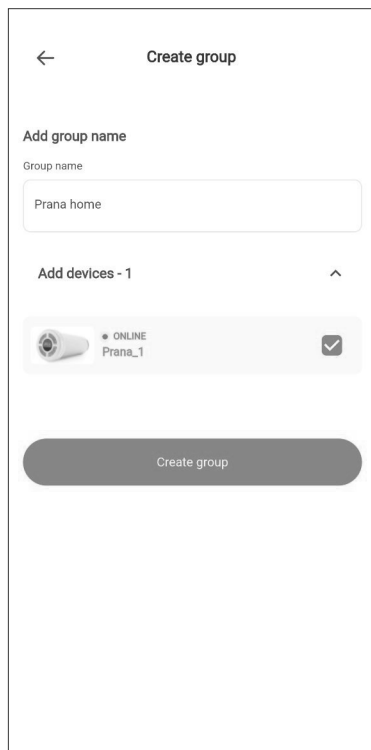 Create group
Add group name
Group name
Prana home
Add devices - 1
ONLINE
Prana_1
Create group